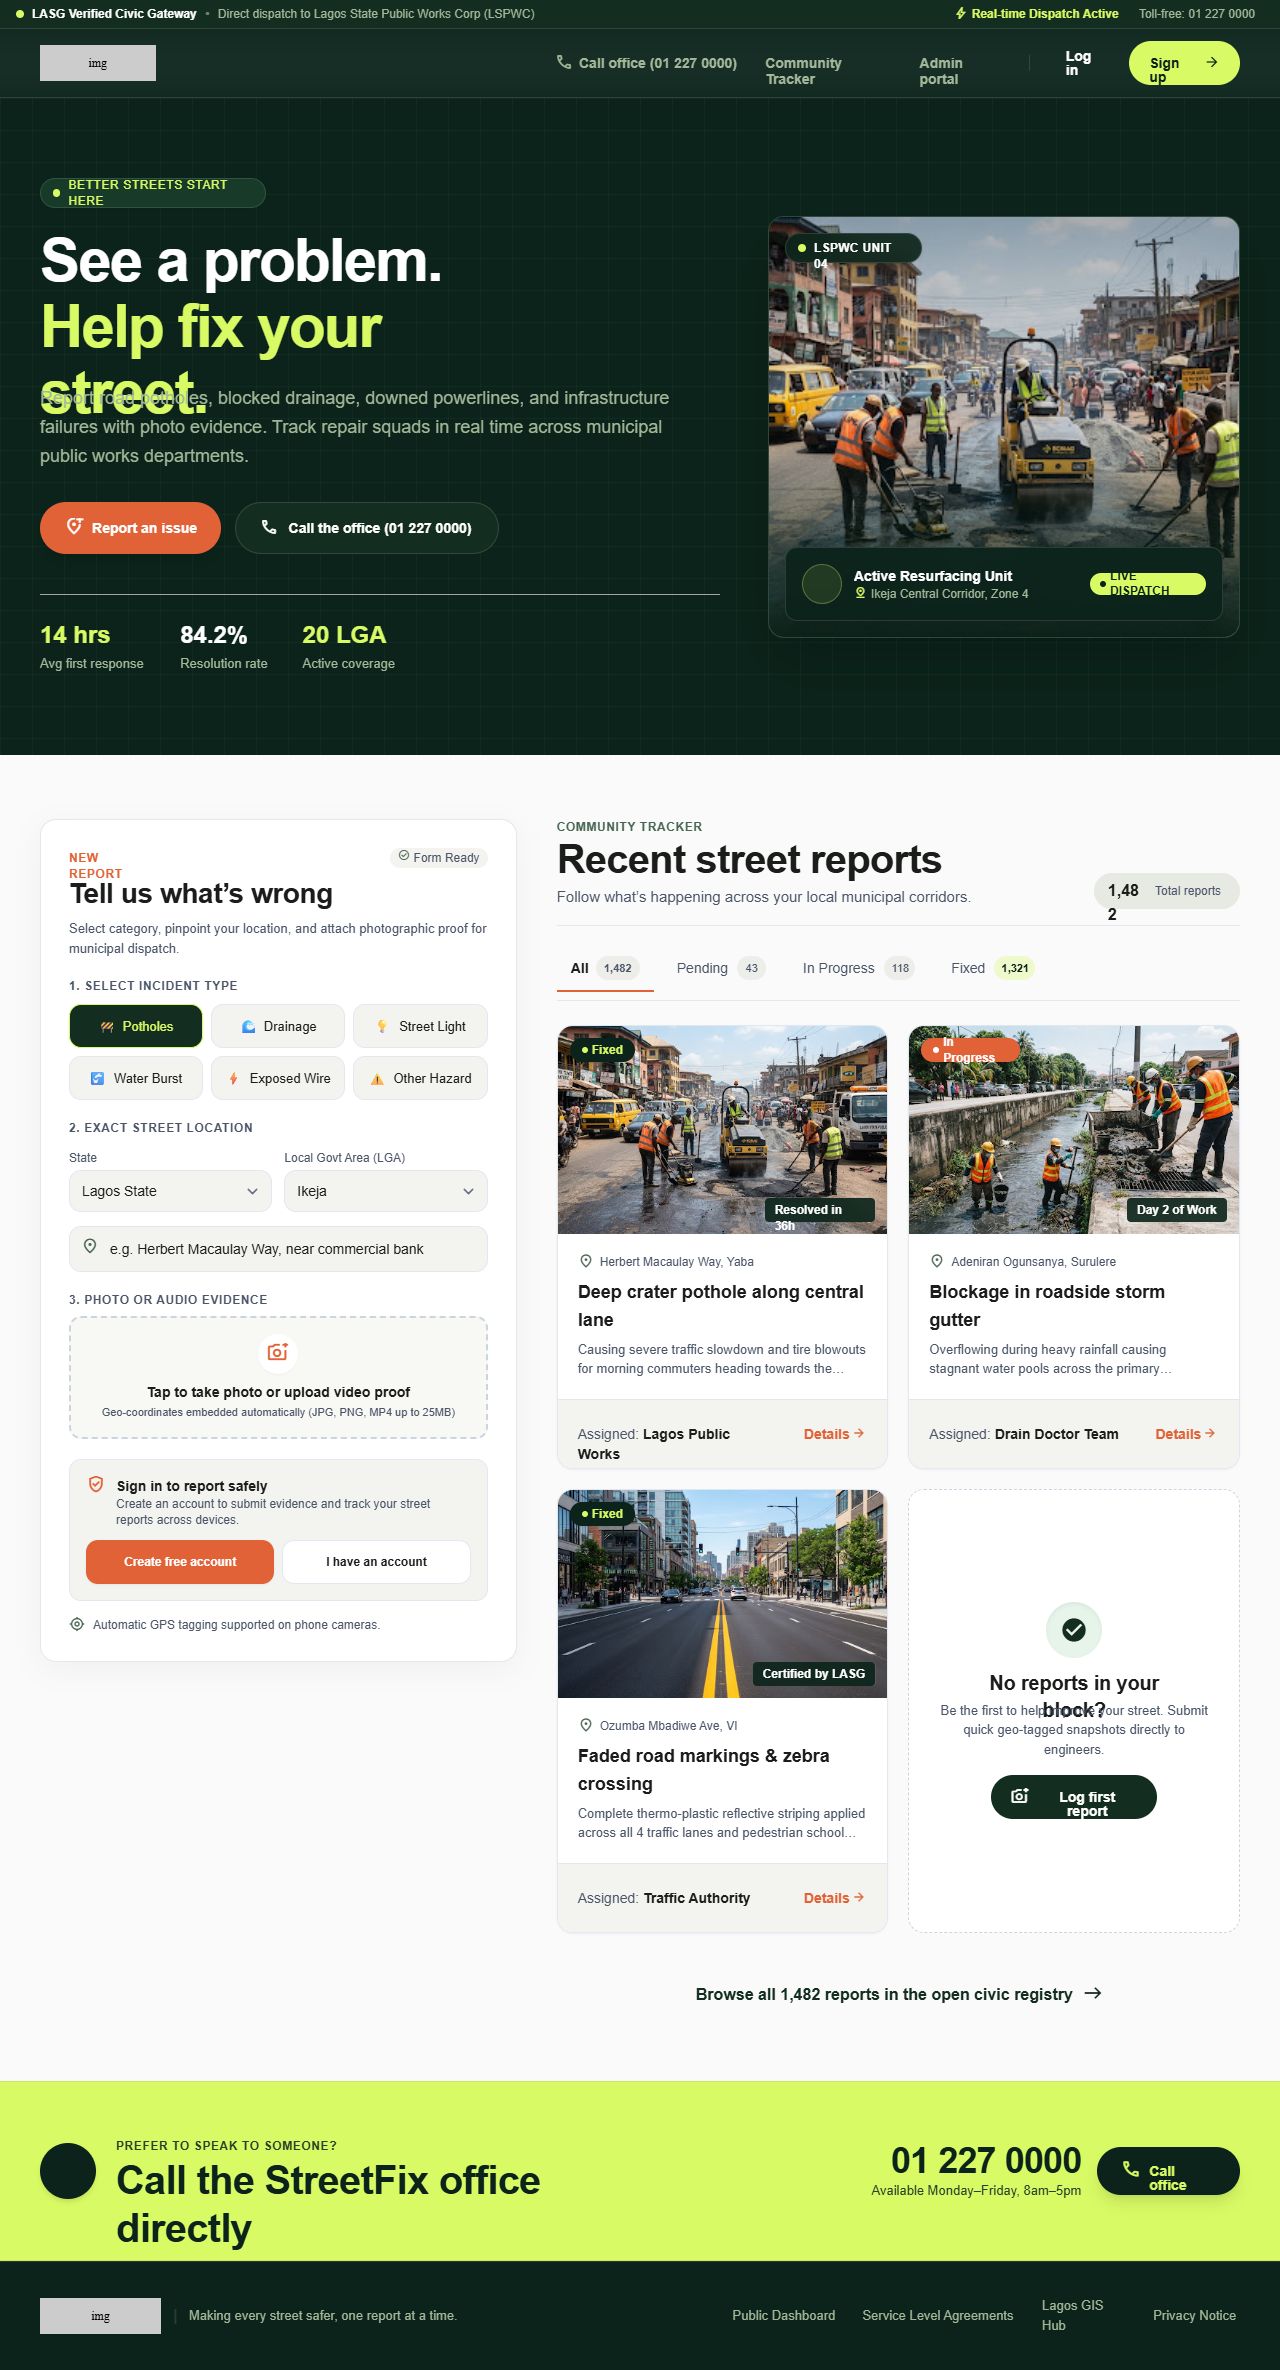 LASG Verified Civic Gateway • Direct dispatch to Lagos State Public Works Corp (LSPWC)
Real-time Dispatch Active Toll-free: 01 227 0000
img
Call office (01 227 0000)
Community
Tracker
Admin
portal
Log
in
Sign
up
BETTER STREETS START
HERE
See a problem.
Help fix your
street.
Report road potholes, blocked drainage, downed powerlines, and infrastructure
failures with photo evidence. Track repair squads in real time across municipal
public works departments.
Report an issue
Call the office (01 227 0000)
14 hrs
Avg first response
84.2%
Resolution rate
20 LGA
Active coverage
LSPWC UNIT
04
Active Resurfacing Unit
Ikeja Central Corridor, Zone 4
LIVE
DISPATCH
NEW
REPORT
Form Ready
Tell us what’s wrong
Select category, pinpoint your location, and attach photographic proof for
municipal dispatch.
1. SELECT INCIDENT TYPE
Potholes
Drainage
Street Light
Water Burst
Exposed Wire
Other Hazard
2. EXACT STREET LOCATION
State
Local Govt Area (LGA)
Lagos State
Ikeja
e.g. Herbert Macaulay Way, near commercial bank
3. PHOTO OR AUDIO EVIDENCE
Tap to take photo or upload video proof
Geo-coordinates embedded automatically (JPG, PNG, MP4 up to 25MB)
Sign in to report safely
Create an account to submit evidence and track your street
reports across devices.
Create free account
I have an account
Automatic GPS tagging supported on phone cameras.
COMMUNITY TRACKER
Recent street reports
Follow what’s happening across your local municipal corridors.
1,48
2
Total reports
All 1,482
Pending 43
In Progress 118
Fixed 1,321
Fixed
Resolved in
36h
Herbert Macaulay Way, Yaba
Deep crater pothole along central
lane
Causing severe traffic slowdown and tire blowouts
for morning commuters heading towards the…
Assigned: Lagos Public
Works
Details
In
Progress
Day 2 of Work
Adeniran Ogunsanya, Surulere
Blockage in roadside storm
gutter
Overflowing during heavy rainfall causing
stagnant water pools across the primary…
Assigned: Drain Doctor Team
Details
Fixed
Certified by LASG
Ozumba Mbadiwe Ave, VI
Faded road markings & zebra
crossing
Complete thermo-plastic reflective striping applied
across all 4 traffic lanes and pedestrian school…
Assigned: Traffic Authority
Details
No reports in your
block?
Be the first to help improve your street. Submit
quick geo-tagged snapshots directly to
engineers.
Log first
report
Browse all 1,482 reports in the open civic registry
PREFER TO SPEAK TO SOMEONE?
Call the StreetFix office
directly
01 227 0000
Available Monday–Friday, 8am–5pm
Call
office
img
Making every street safer, one report at a time.
Public Dashboard
Service Level Agreements
Lagos GIS
Hub
Privacy Notice